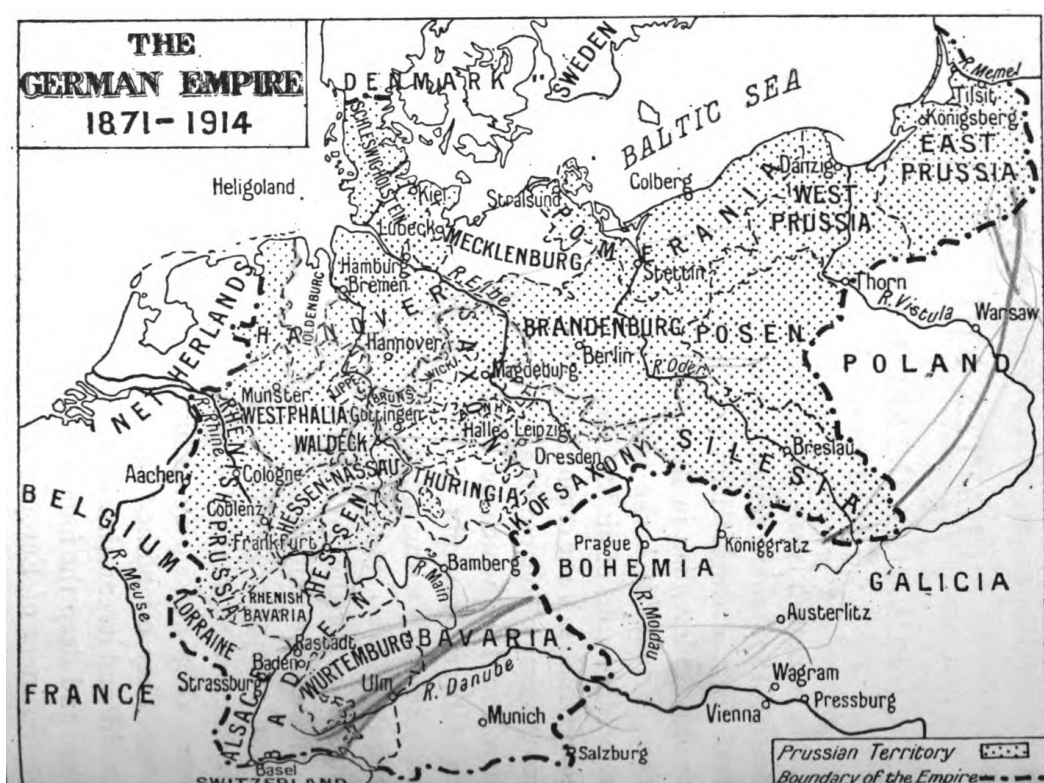 THE
GERMAN EMPIRE
1871-1914
DENMARK
SWEDEN
BALTIC SEA
R. Memel
Tilsit
Königsberg
EAST
PRUSSIA
SCHLESWIG-HOLSTEIN
Heligoland
Kiel
Stralsund
Colberg
Danzig
WEST
PRUSSIA
Lübeck
MECKLENBURG
POMERANIA
Hamburg
Bremen
R. Elbe
Stettin
Thorn
R. Vistula
Warsaw
NETHERLANDS
OLDENBURG
HANOVER
Hannover
BRANDENBURG
Berlin
POSEN
POLAND
R. Oder
Magdeburg
SAXONY
Munster
LIPPE
BRUNSWICK
WESTPHALIA
Göttingen
ANHALT
WALDECK
Halle
Leipzig
Breslau
SILESIA
R. Rhine
RHENISH PRUSSIA
Aachen
Cologne
HESSEN-NASSAU
THURINGIA
Dresden
K. OF SAXONY
BELGIUM
Coblenz
Frankfurt
HESSEN
Prague
Königgratz
BOHEMIA
GALICIA
R. Meuse
R. Main
Bamberg
R. Moldau
RHENISH
BAVARIA
LORRAINE
Austerlitz
Rastadt
WURTEMBURG
BAVARIA
Baden
FRANCE
Strassburg
Ulm
R. Danube
Wagram
Pressburg
Vienna
Munich
ALSACE
BADEN
Salzburg
Basel
SWITZERLAND
Prussian Territory
Boundary of the Empire